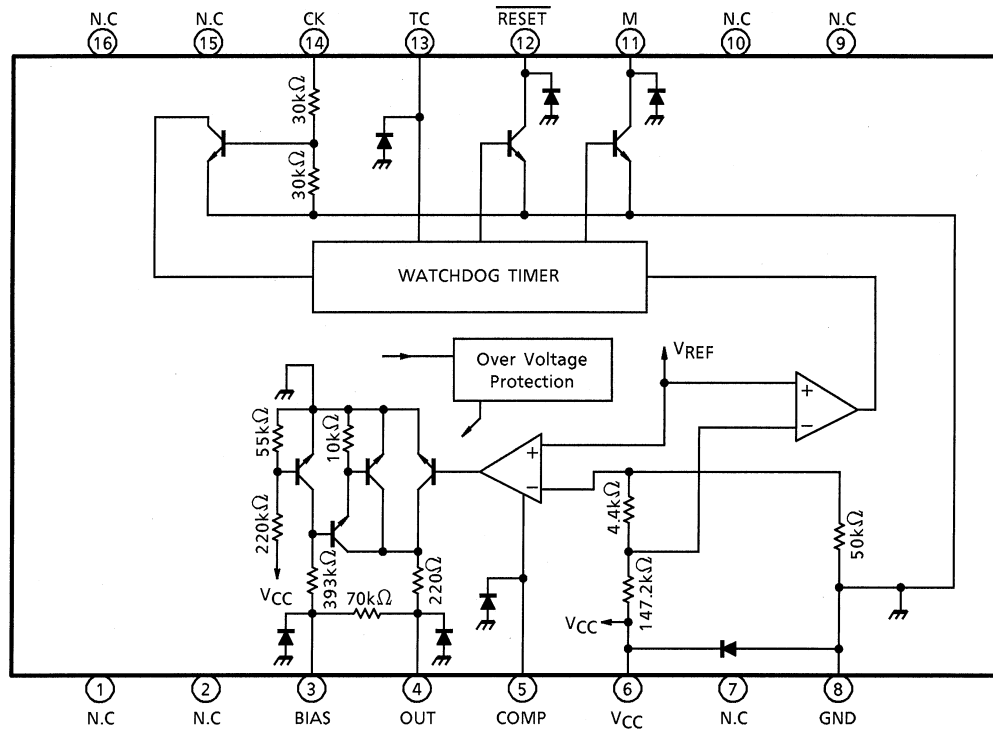 N.C N.C CK TC RESET M N.C N.C
16 15 14 13 12 11 10 9
30kΩ
30kΩ
WATCHDOG TIMER
Over Voltage
Protection
VREF
+
−
55kΩ
10kΩ
+
−
220kΩ
4.4kΩ
50kΩ
393kΩ
220Ω
147.2kΩ
VCC
70kΩ
VCC
1 2 3 4 5 6 7 8
N.C N.C BIAS OUT COMP VCC N.C GND